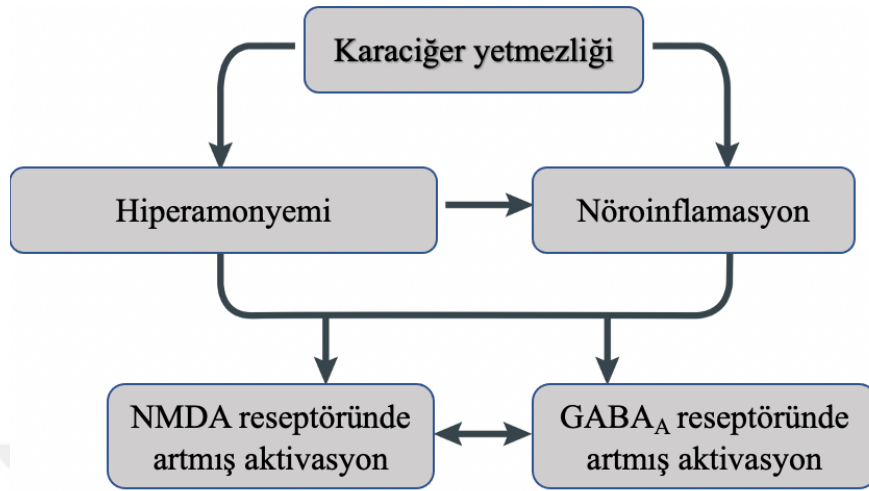 Karaciğer yetmezliği
Hiperamonyemi
Nöroinflamasyon
NMDA reseptöründe
artmış aktivasyon
GABAA reseptöründe
artmış aktivasyon